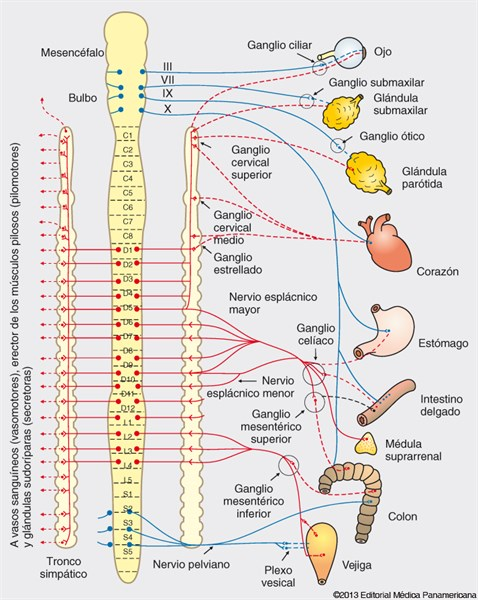 Mesencéfalo
Bulbo
III
VII
IX
X
Ganglio ciliar
Ojo
Ganglio submaxilar
Glándula
submaxilar
Ganglio ótico
Glándula
parótida
Ganglio
cervical
superior
Ganglio
cervical
medio
Ganglio
estrellado
Corazón
Nervio esplácnico
mayor
Ganglio
celíaco
Estómago
Nervio
esplácnico menor
Ganglio
mesentérico
superior
Intestino
delgado
Médula
suprarrenal
Ganglio
mesentérico
inferior
Colon
Nervio pelviano
Plexo
vesical
Vejiga
Tronco
simpático
A vasos sanguíneos (vasomotores), erector de los músculos pilosos (pilomotores)
y glándulas sudoríparas (secretoras)
C1
C2
C3
C4
C5
C6
C7
C8
D1
D2
D3
D4
D5
D6
D7
D8
D9
D10
D11
D12
L1
L2
L3
L4
L5
S1
S2
S3
S4
S5
©2013 Editorial Médica Panamericana